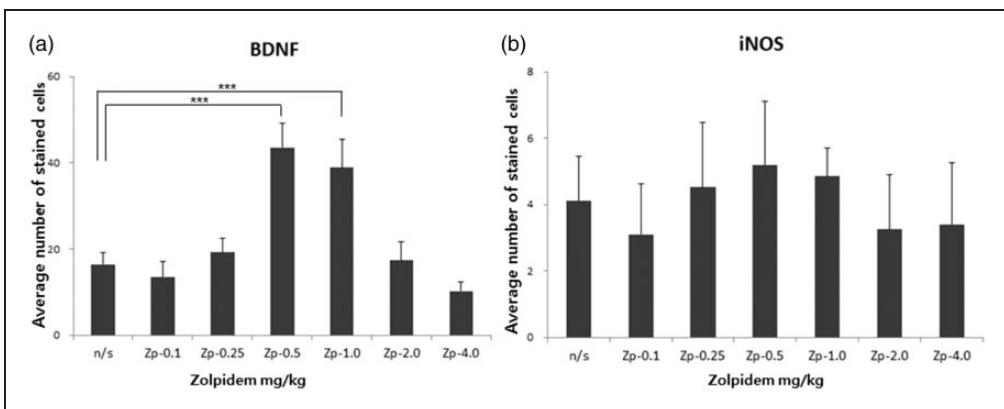 (a)
BDNF
Average number of stained cells
60
40
20
0
***
***
n/s Zp-0.1 Zp-0.25 Zp-0.5 Zp-1.0 Zp-2.0 Zp-4.0
Zolpidem mg/kg
(b)
iNOS
Average number of stained cells
8
6
4
2
0
n/s Zp-0.1 Zp-0.25 Zp-0.5 Zp-1.0 Zp-2.0 Zp-4.0
Zolpidem mg/kg